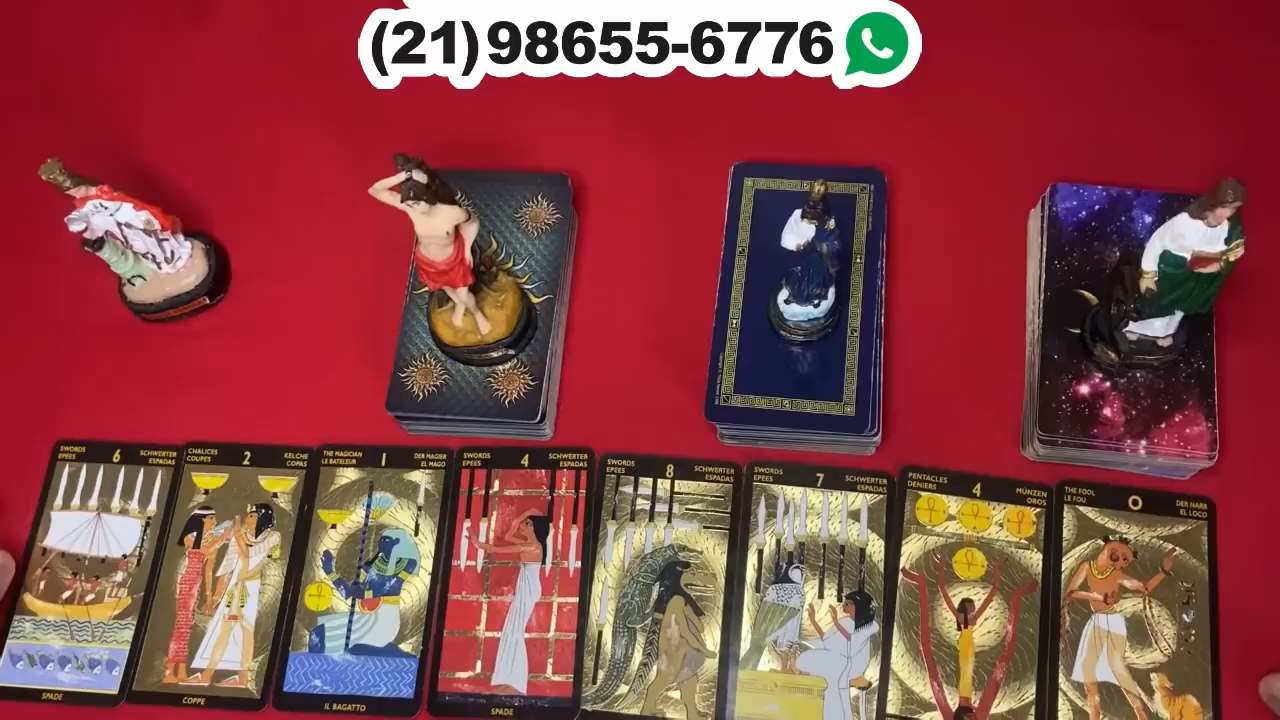 (21)98655-6776
SWORDS
EPEES
6
SCHWERTER
ESPADAS
SPADE
CHALICES
COUPES
2
KELCHE
COPAS
COPPE
THE MAGICIAN
LE BATELEUR
I
DER MAGIER
EL MAGO
IL BAGATTO
SWORDS
EPEES
4
SCHWERTER
ESPADAS
SPADE
SWORDS
EPEES
8
SCHWERTER
ESPADAS
SWORDS
EPEES
7
SCHWERTER
ESPADAS
PENTACLES
DENIERS
4
MÜNZEN
OROS
THE FOOL
LE FOU
0
DER NARR
EL LOCO